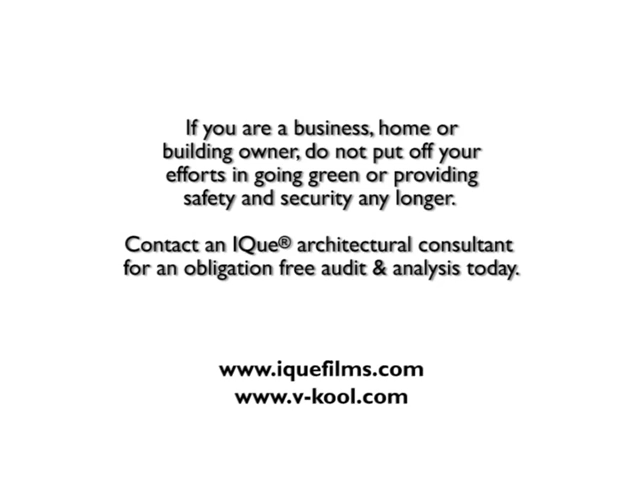 If you are a business, home or
building owner, do not put off your
efforts in going green or providing
safety and security any longer.
Contact an IQue® architectural consultant
for an obligation free audit & analysis today.
www.iquefilms.com
www.v-kool.com